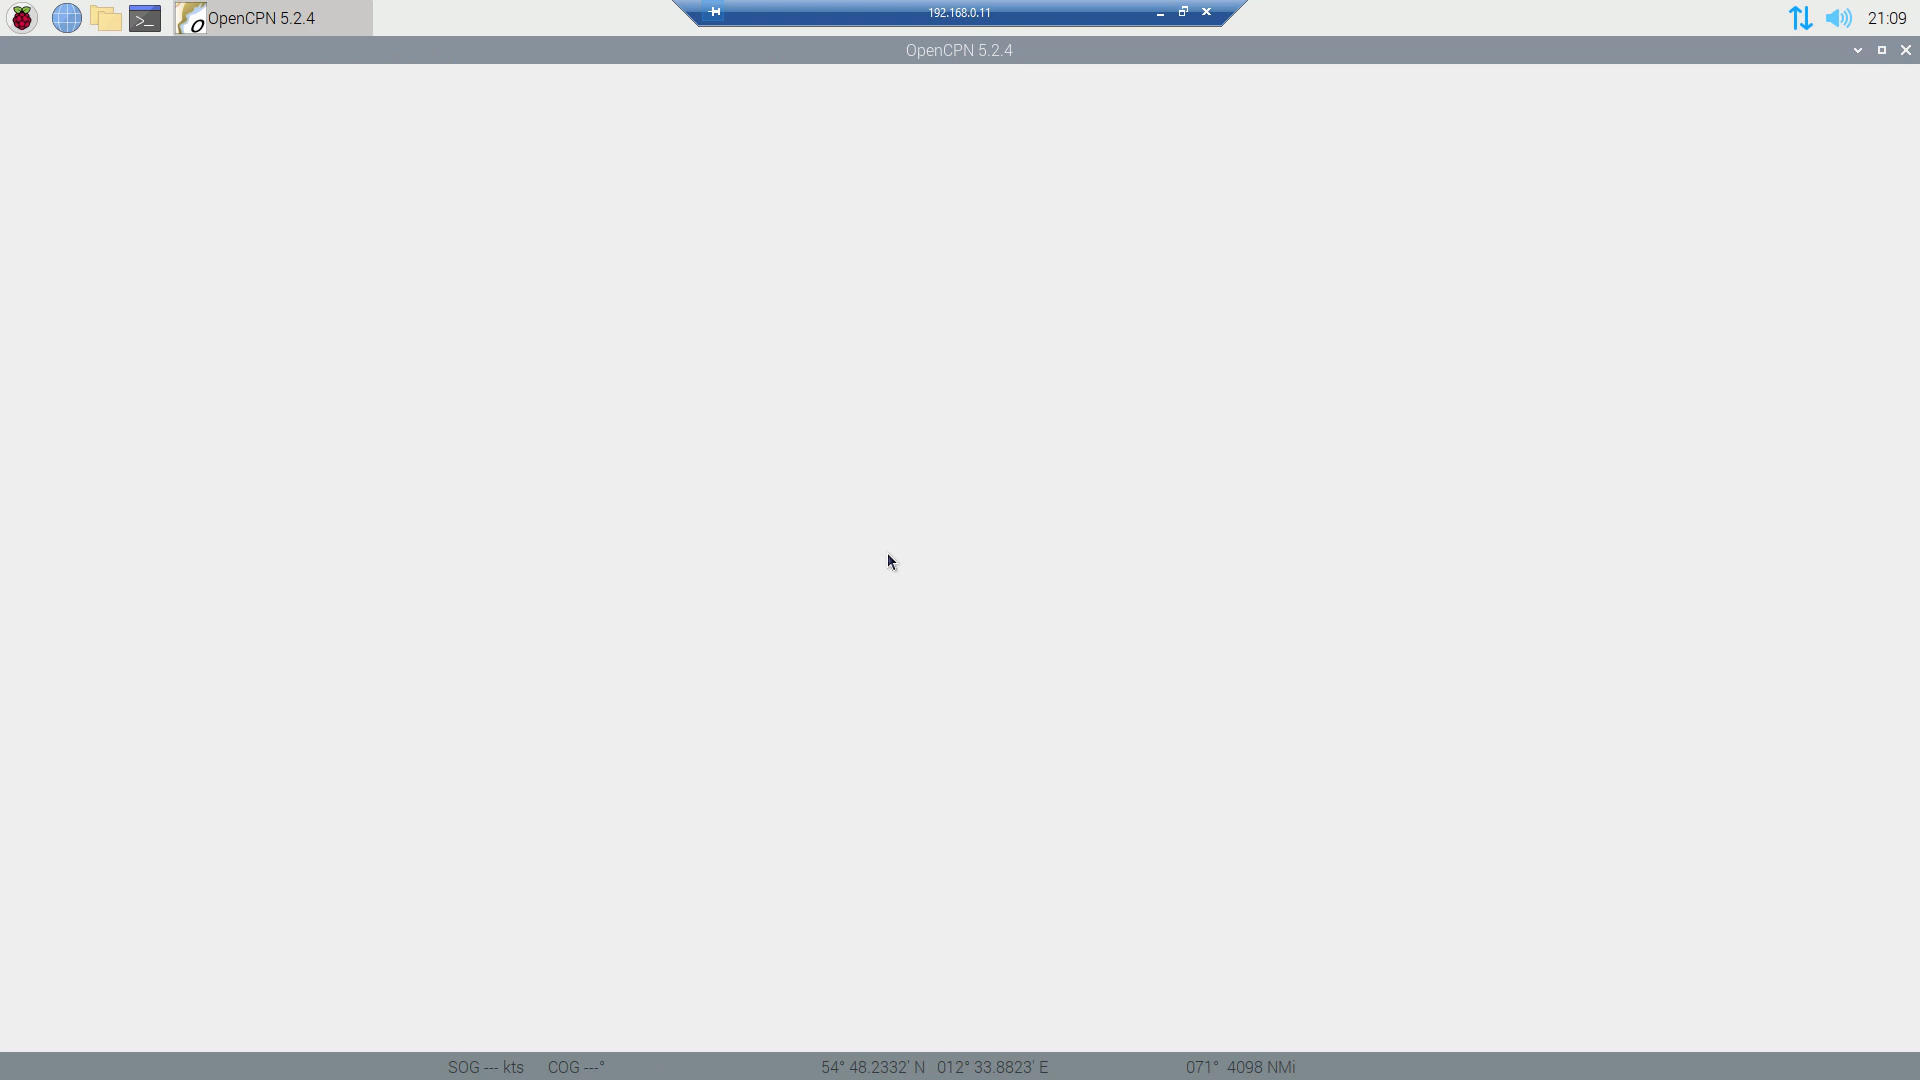 OpenCPN 5.2.4
192.168.0.11
21:09
OpenCPN 5.2.4
SOG --- kts COG ---° 54° 48.2332' N 012° 33.8823' E 071° 4098 NMi